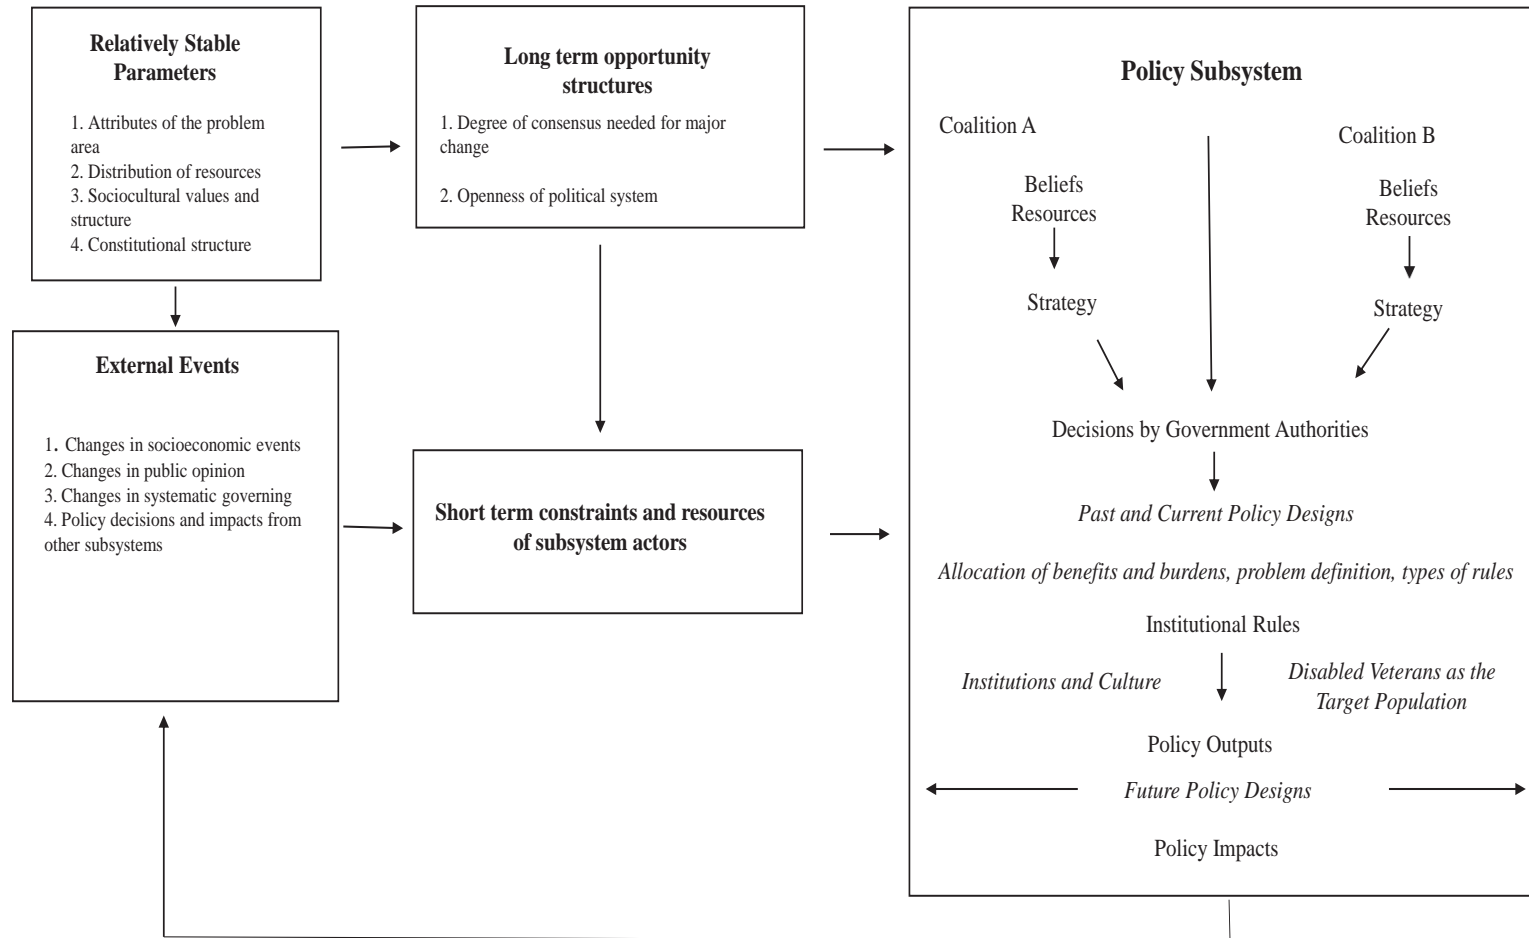 Relatively Stable
Parameters
1. Attributes of the problem
area
2. Distribution of resources
3. Sociocultural values and
structure
4. Constitutional structure
Long term opportunity
structures
1. Degree of consensus needed for major
change
2. Openness of political system
External Events
1. Changes in socioeconomic events
2. Changes in public opinion
3. Changes in systematic governing
4. Policy decisions and impacts from
other subsystems
Short term constraints and resources
of subsystem actors
Policy Subsystem
Coalition A
Beliefs
Resources
Strategy
Coalition B
Beliefs
Resources
Strategy
Decisions by Government Authorities
Past and Current Policy Designs
Allocation of benefits and burdens, problem definition, types of rules
Institutional Rules
Institutions and Culture
Disabled Veterans as the
Target Population
Policy Outputs
Future Policy Designs
Policy Impacts